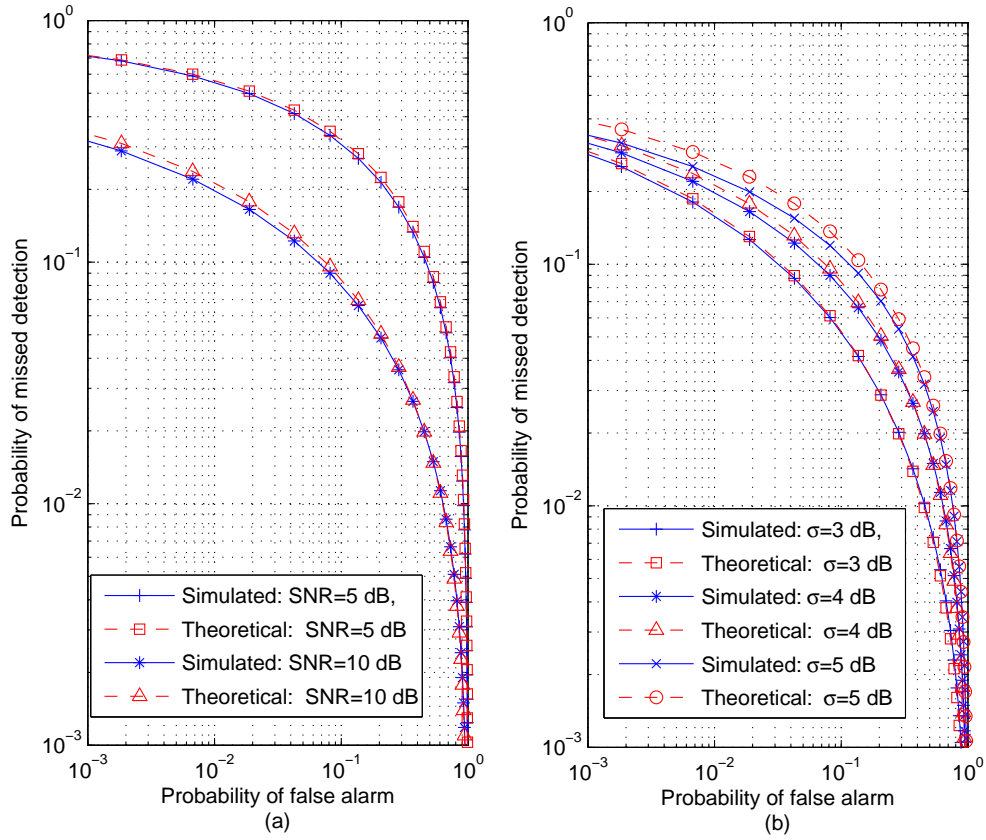 10^0
10^-1
10^-2
10^-3
10^-3
10^-2
10^-1
10^0
Probability of missed detection
Probability of false alarm
(a)
Simulated: SNR=5 dB,
Theoretical: SNR=5 dB
Simulated: SNR=10 dB
Theoretical: SNR=10 dB
10^0
10^-1
10^-2
10^-3
10^-3
10^-2
10^-1
10^0
Probability of missed detection
Probability of false alarm
(b)
Simulated: σ=3 dB,
Theoretical: σ=3 dB
Simulated: σ=4 dB
Theoretical: σ=4 dB
Simulated: σ=5 dB
Theoretical: σ=5 dB